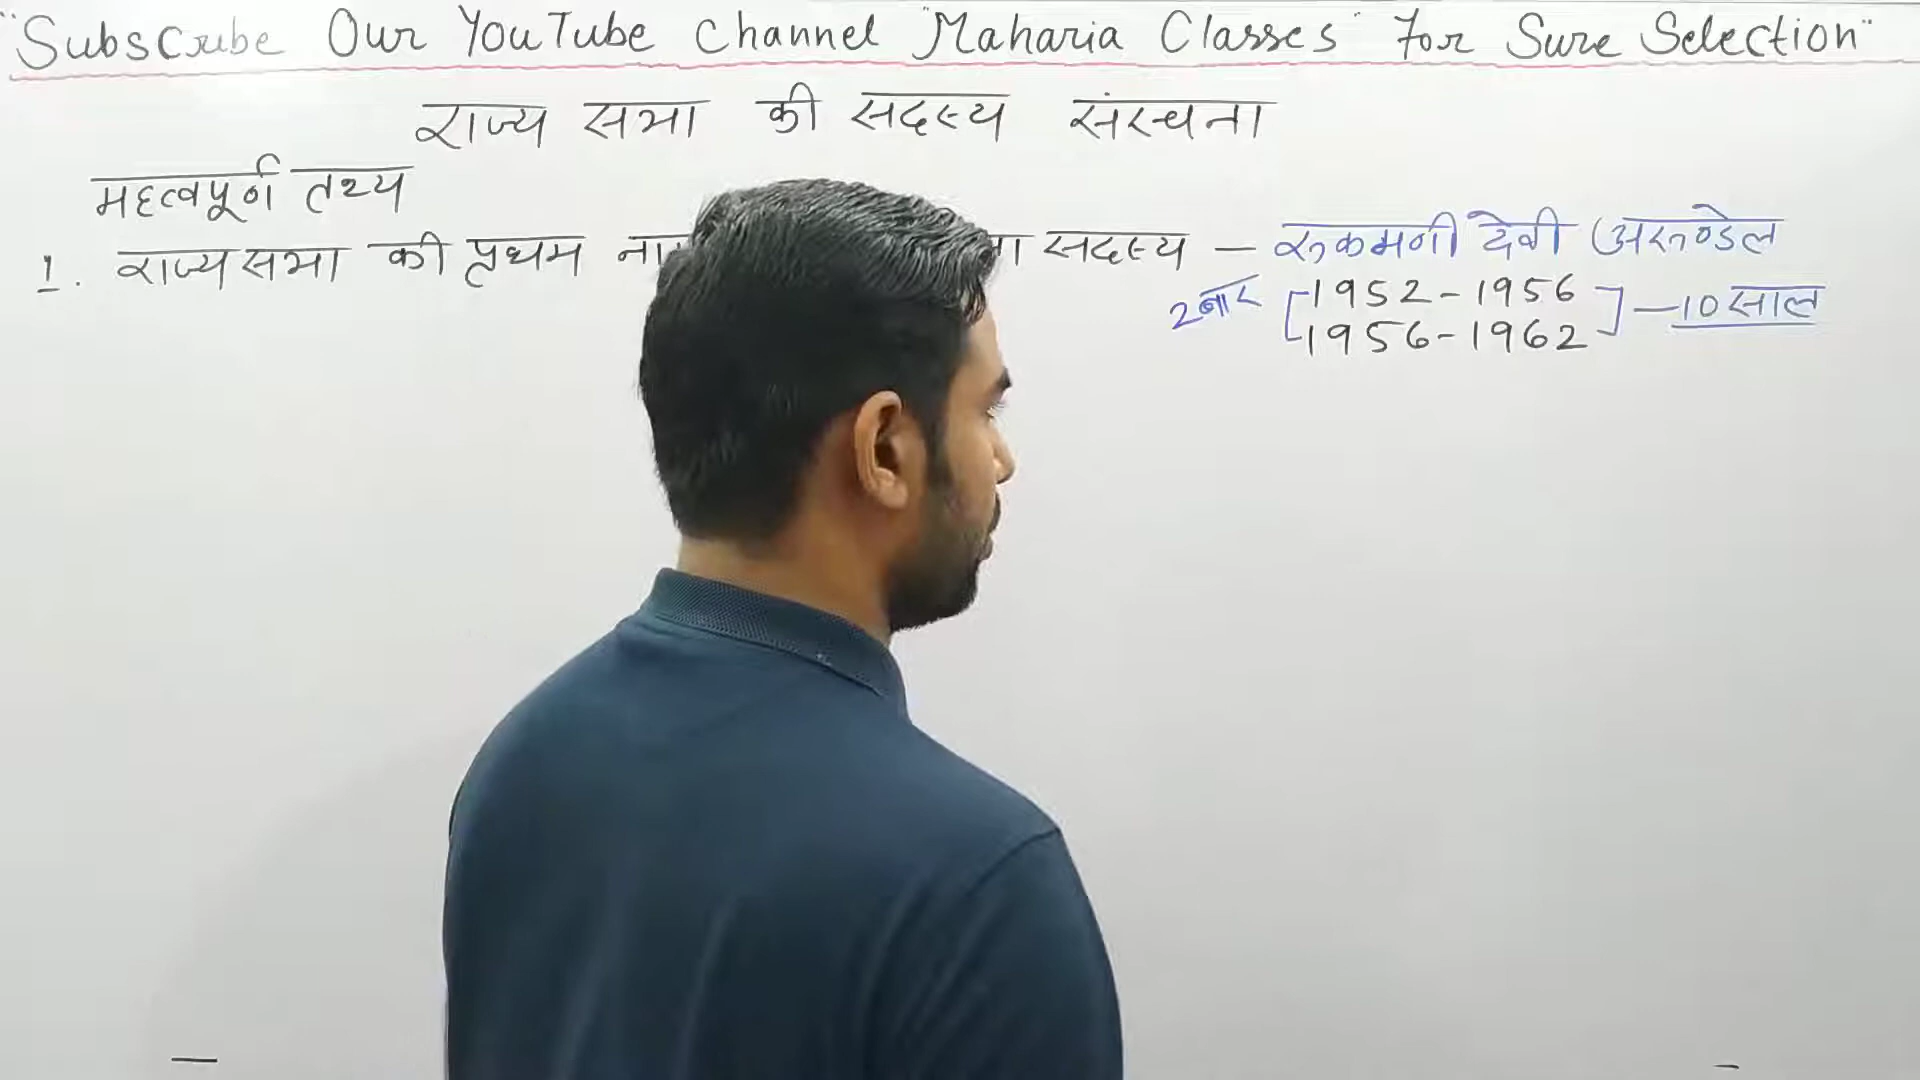 "Subscribe Our YouTube Channel "Maharia Classes" For Sure Selection"
राज्य सभा की सदस्य संरचना
महत्वपूर्ण तथ्य
1. राज्यसभा की प्रथम सदस्य — रुकमणी देवी (अरुण्डेल
2 बार [1952-1956
1956-1962] — 10 साल